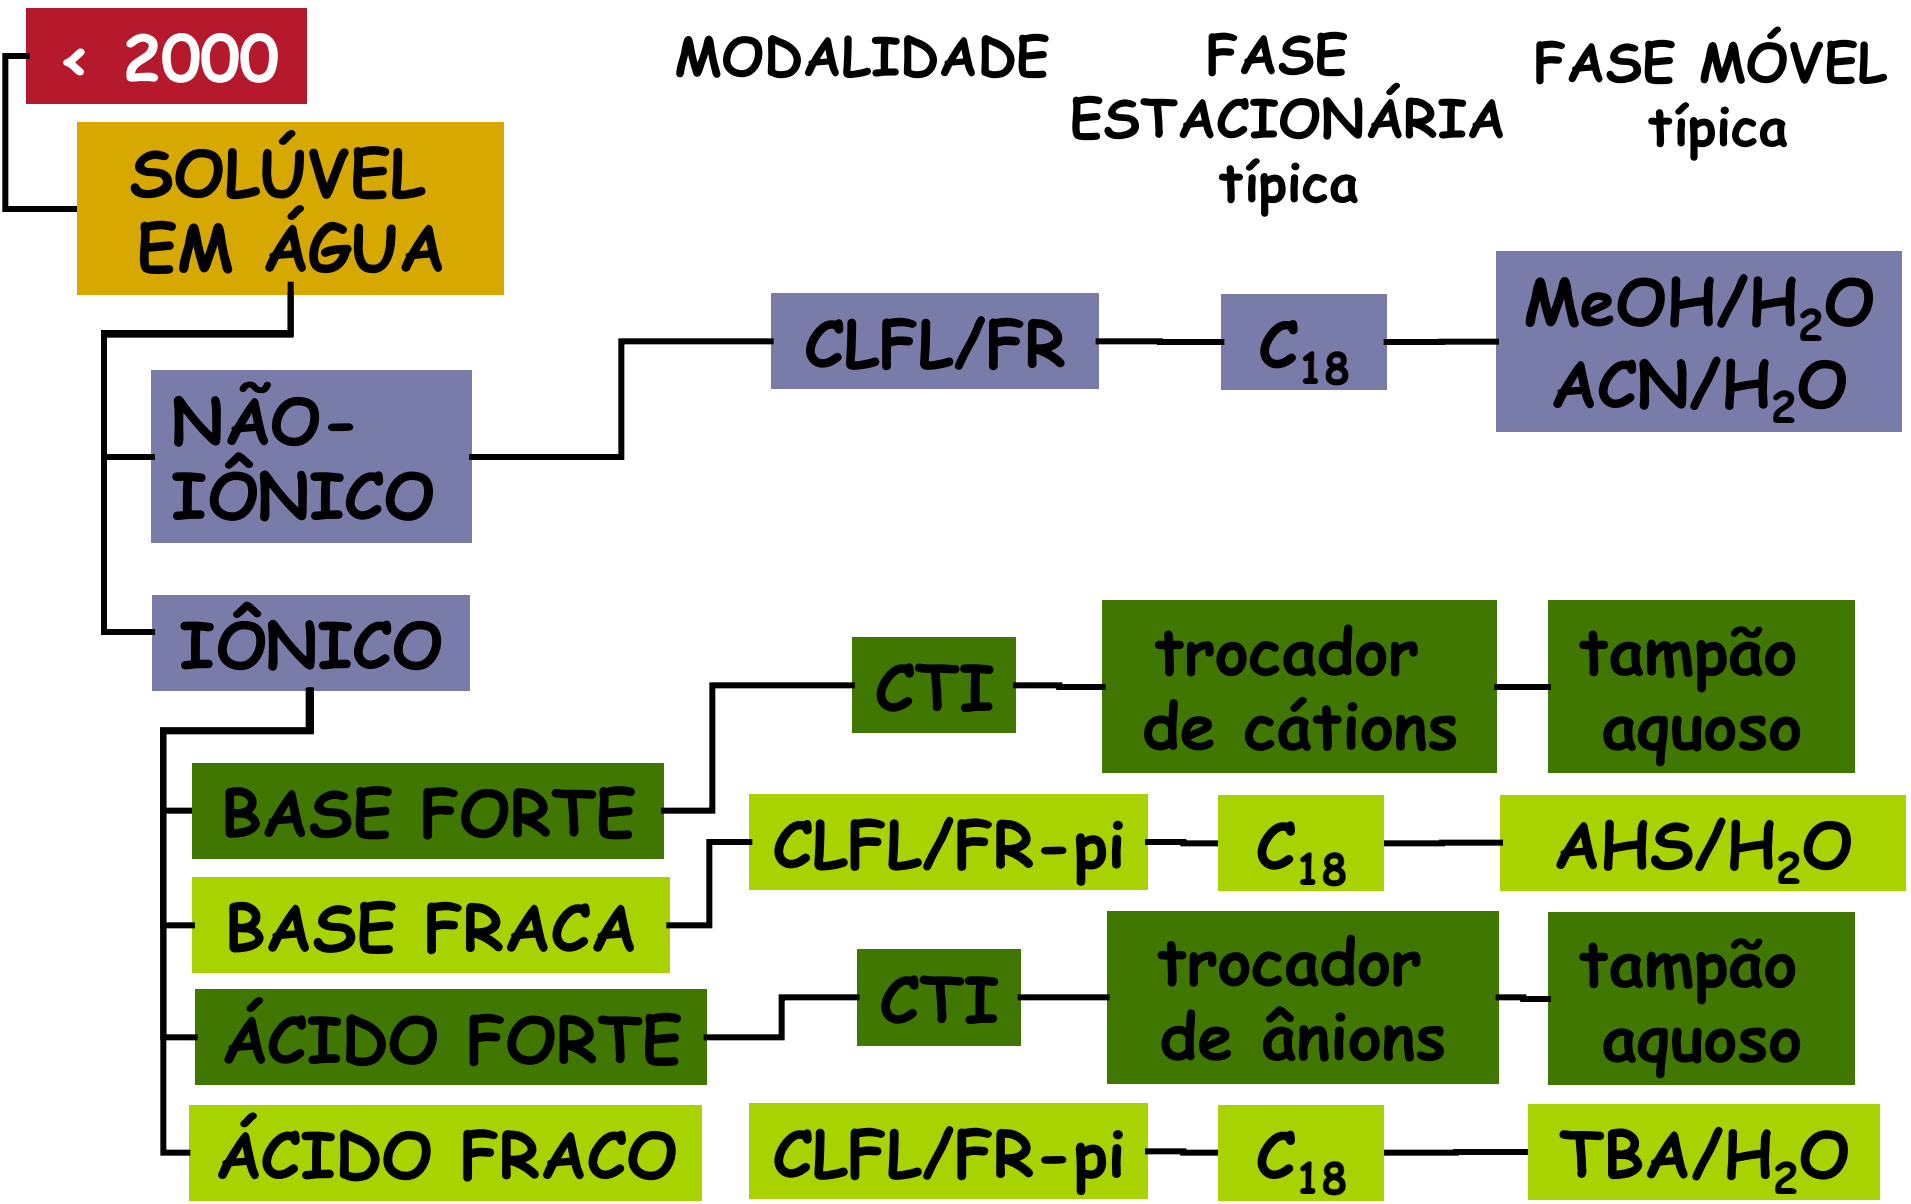 < 2000
MODALIDADE
FASE
ESTACIONÁRIA
típica
FASE MÓVEL
típica
SOLÚVEL
EM ÁGUA
NÃO-
IÔNICO
CLFL/FR
C18
MeOH/H2O
ACN/H2O
IÔNICO
BASE FORTE
CTI
trocador
de cátions
tampão
aquoso
BASE FRACA
CLFL/FR-pi
C18
AHS/H2O
ÁCIDO FORTE
CTI
trocador
de ânions
tampão
aquoso
ÁCIDO FRACO
CLFL/FR-pi
C18
TBA/H2O